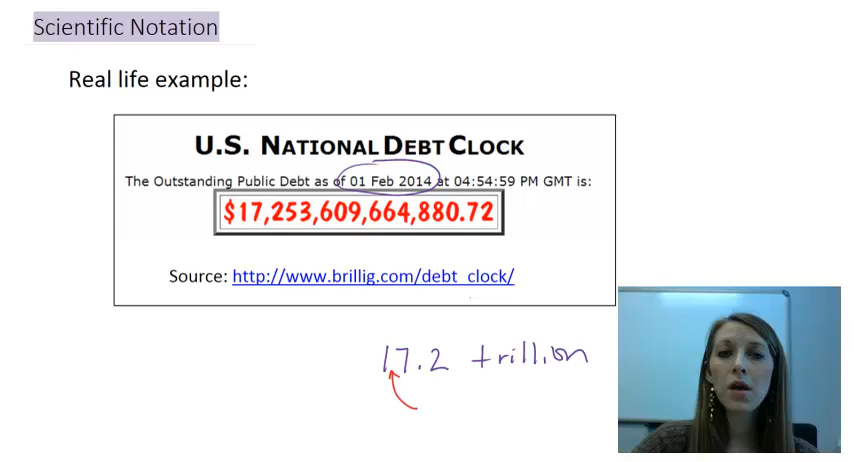 Scientific Notation
Real life example:
U.S. NATIONAL DEBT CLOCK
The Outstanding Public Debt as of 01 Feb 2014 at 04:54:59 PM GMT is:
$17,253,609,664,880.72
Source: http://www.brillig.com/debt_clock/
17.2 trillion